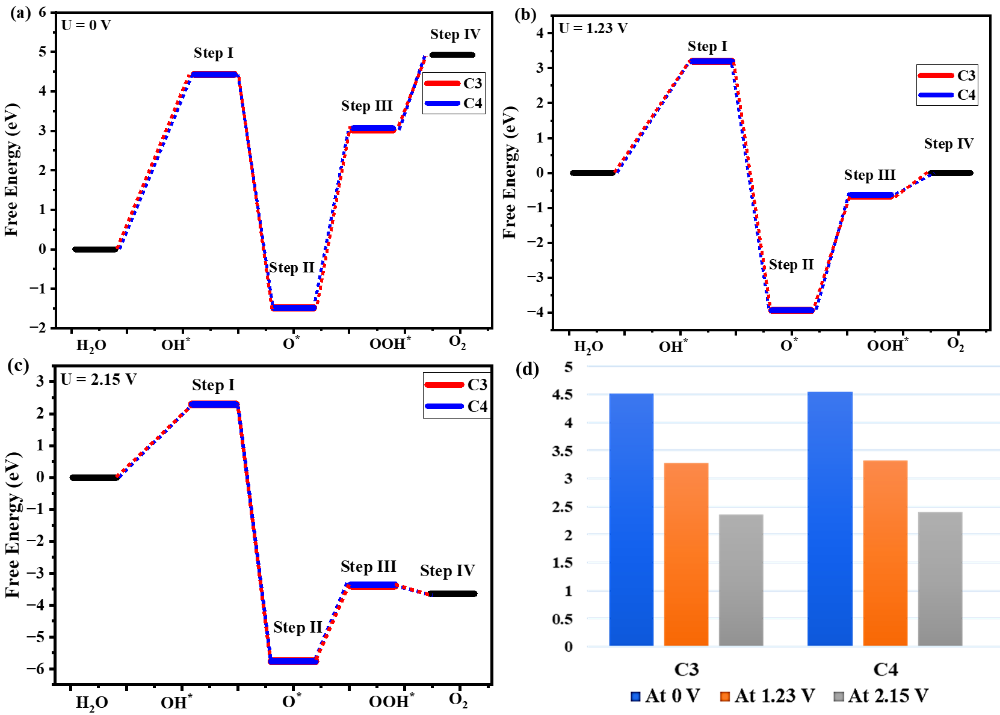 (a)
U = 0 V
Step I
Step II
Step III
Step IV
C3
C4
Free Energy (eV)
6
5
4
3
2
1
0
−1
−2
H₂O OH* O* OOH* O₂
(b)
U = 1.23 V
Step I
Step II
Step III
Step IV
C3
C4
Free Energy (eV)
4
3
2
1
0
−1
−2
−3
−4
H₂O OH* O* OOH* O₂
(c)
U = 2.15 V
Step I
Step II
Step III
Step IV
C3
C4
Free Energy (eV)
3
2
1
0
−1
−2
−3
−4
−5
−6
H₂O OH* O* OOH* O₂
(d)
5
4.5
4
3.5
3
2.5
2
1.5
1
0.5
0
C3 C4
At 0 V At 1.23 V At 2.15 V